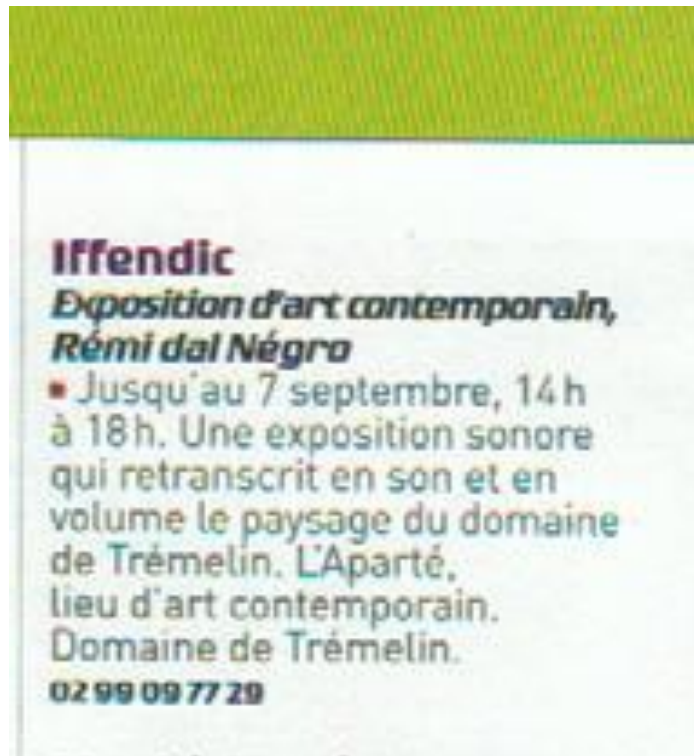 Iffendic
Exposition d'art contemporain,
Rémi dal Négro
▪ Jusqu'au 7 septembre, 14h
à 18h. Une exposition sonore
qui retranscrit en son et en
volume le paysage du domaine
de Trémelin. L'Aparté,
lieu d'art contemporain.
Domaine de Trémelin.
02 99 09 77 29